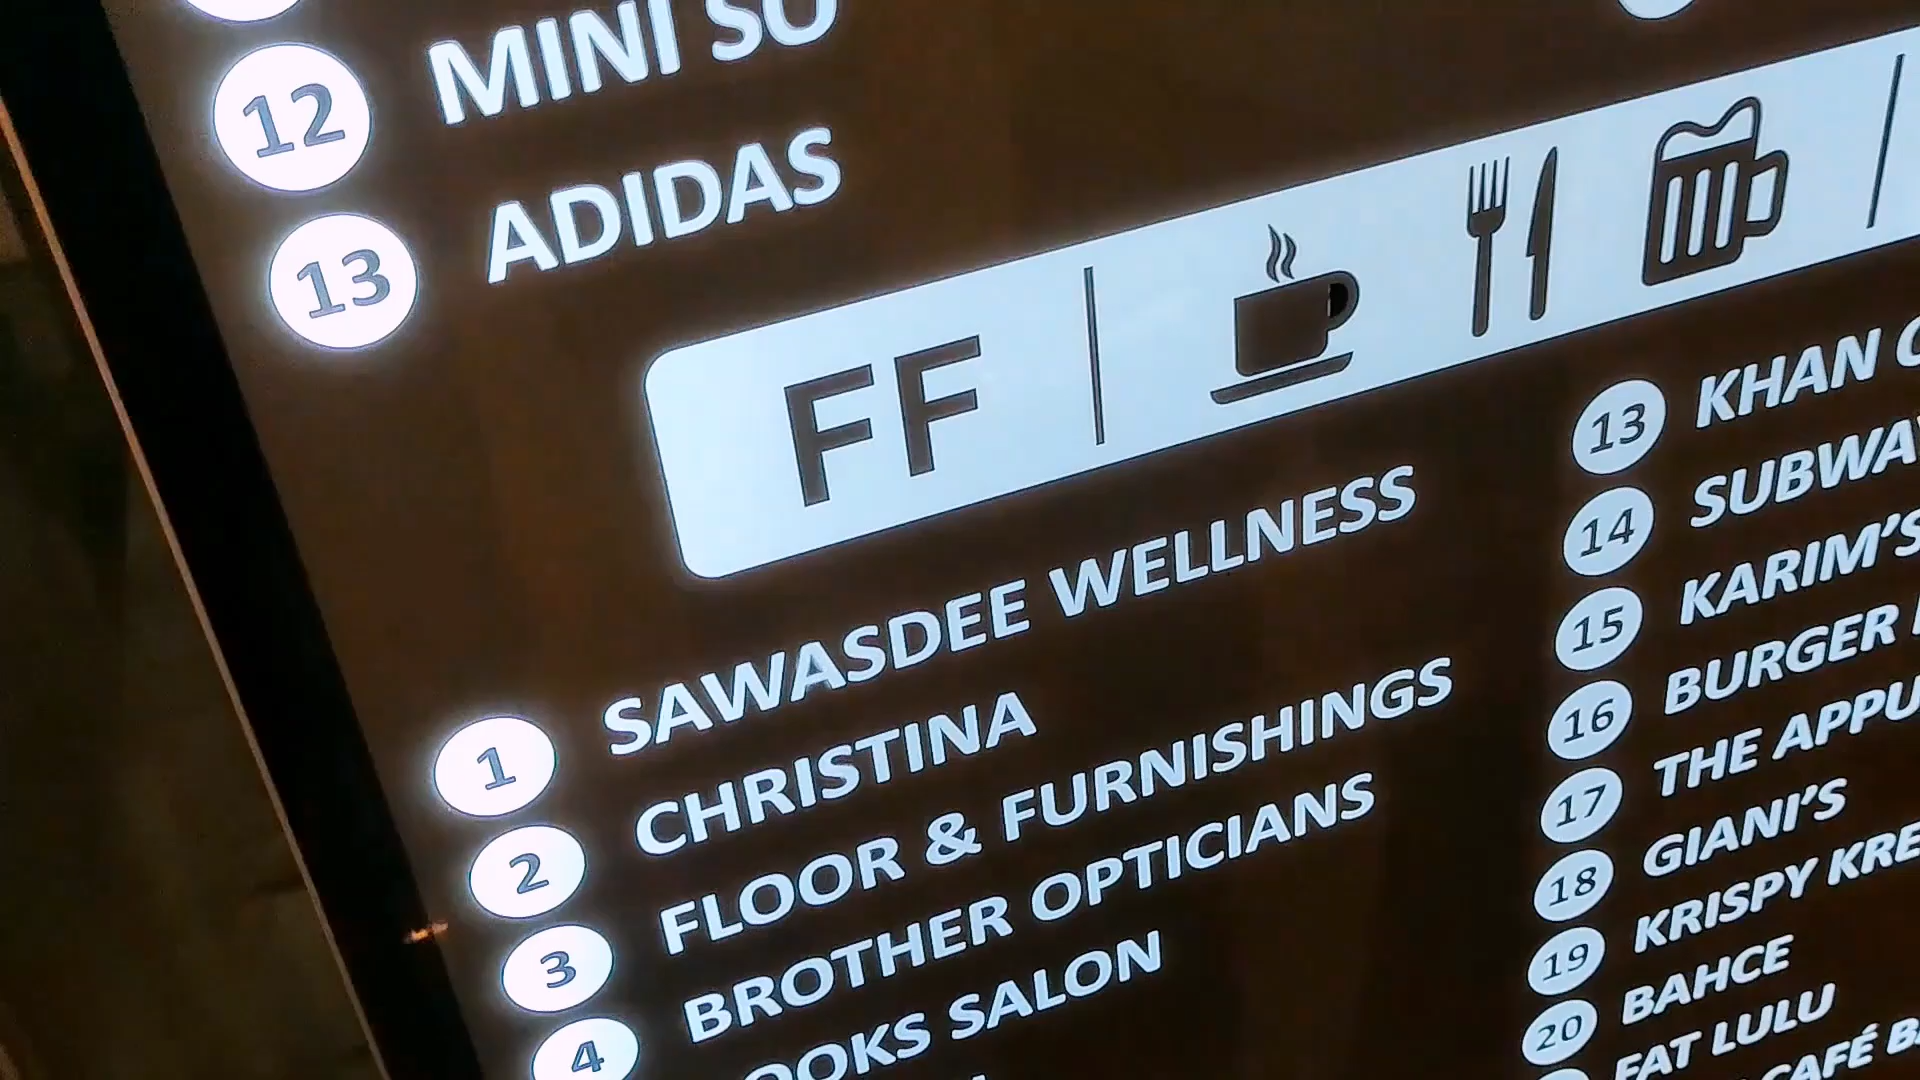 12 MINI SO
13 ADIDAS
FF
1 SAWASDEE WELLNESS
2 CHRISTINA
3 FLOOR & FURNISHINGS
4 BROTHER OPTICIANS
OOKS SALON
13 KHAN
14 SUBWAY
15 KARIM'S
16 BURGER
17 THE APPU
18 GIANI'S
19 KRISPY KRE
20 BAHCE
FAT LULU
CAFÉ